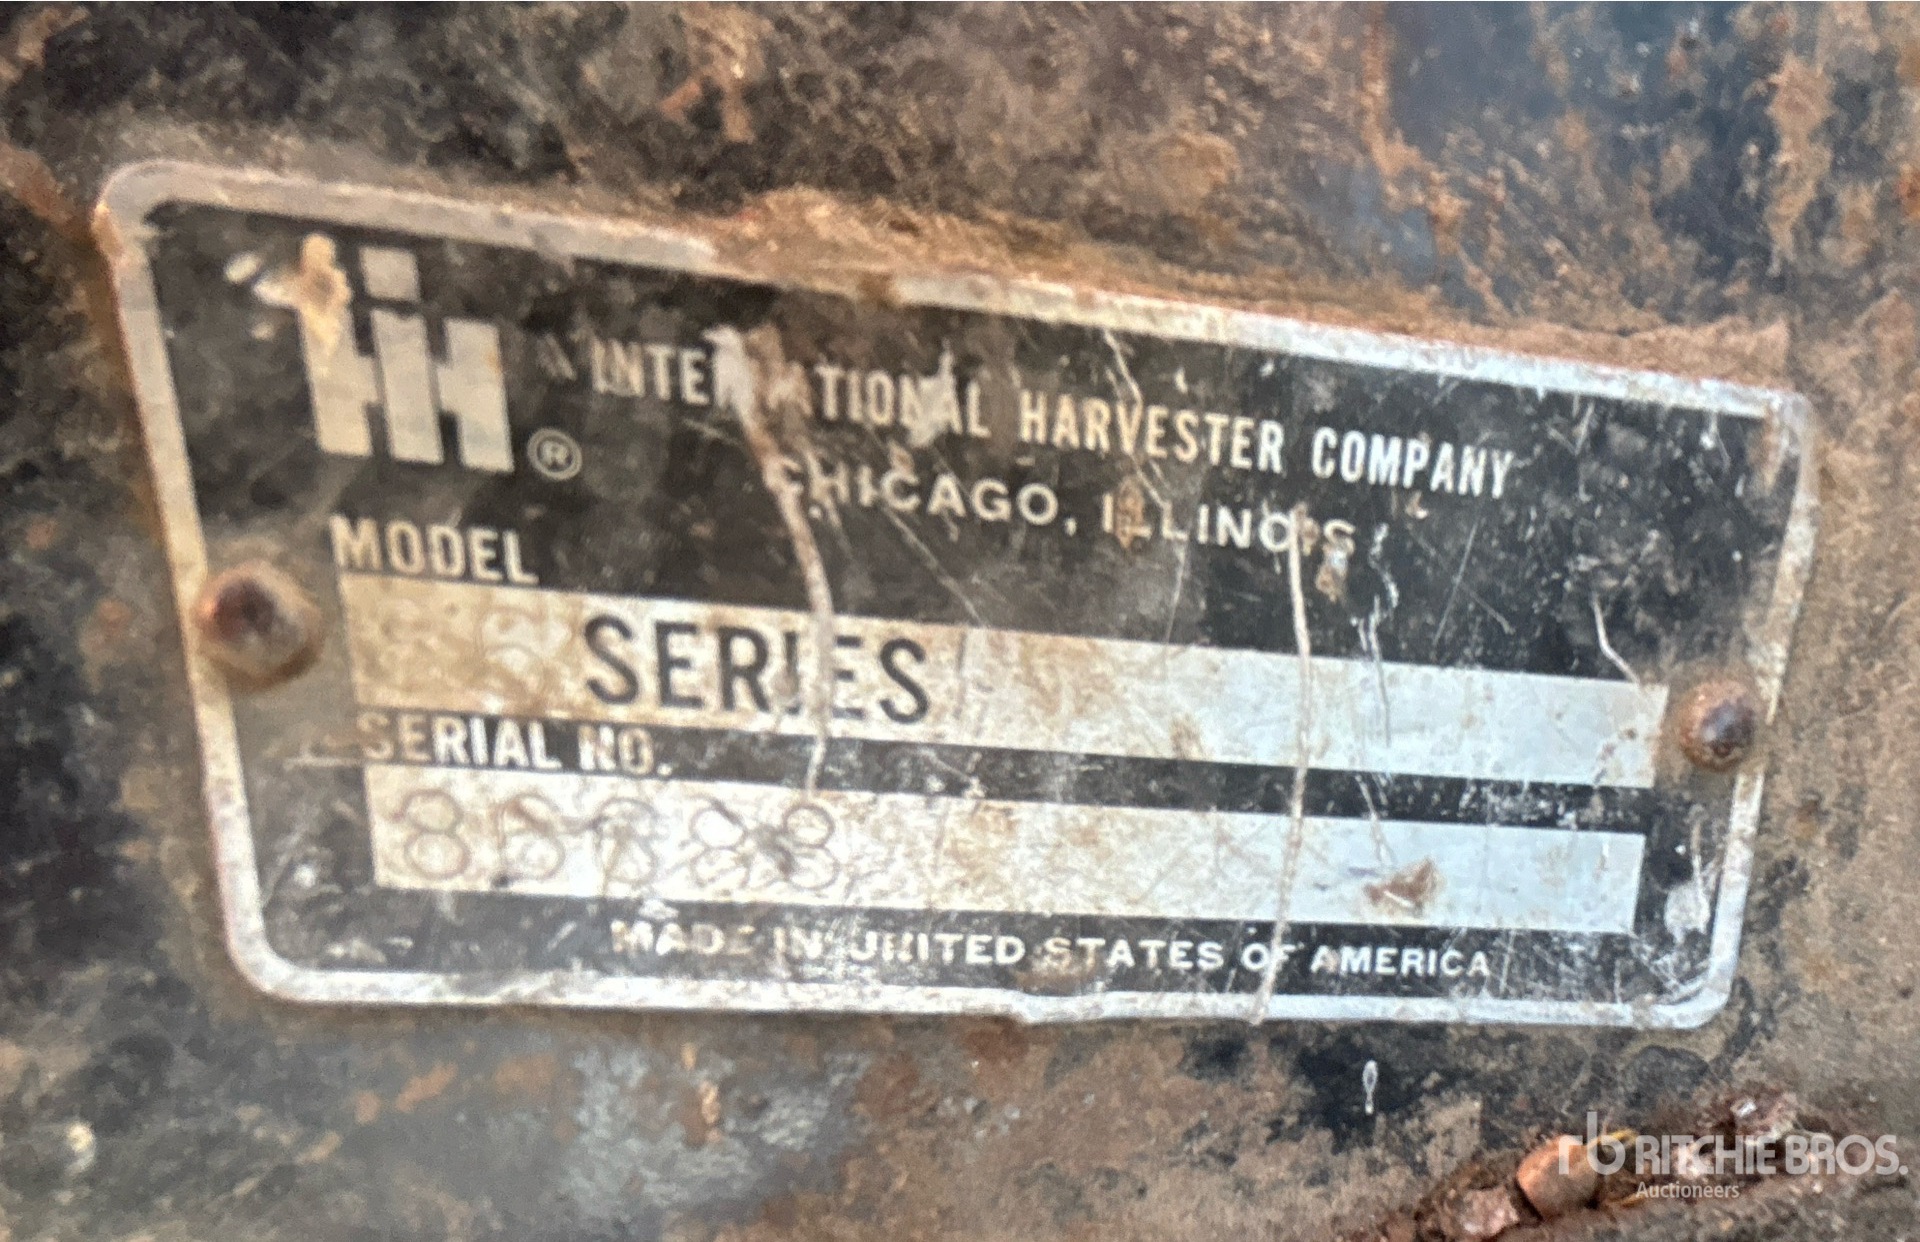 IH ®
INTERNATIONAL HARVESTER COMPANY
CHICAGO, ILLINOIS
MODEL
SERIES
SERIAL NO.
MADE IN UNITED STATES OF AMERICA
rb RITCHIE BROS.
Auctioneers